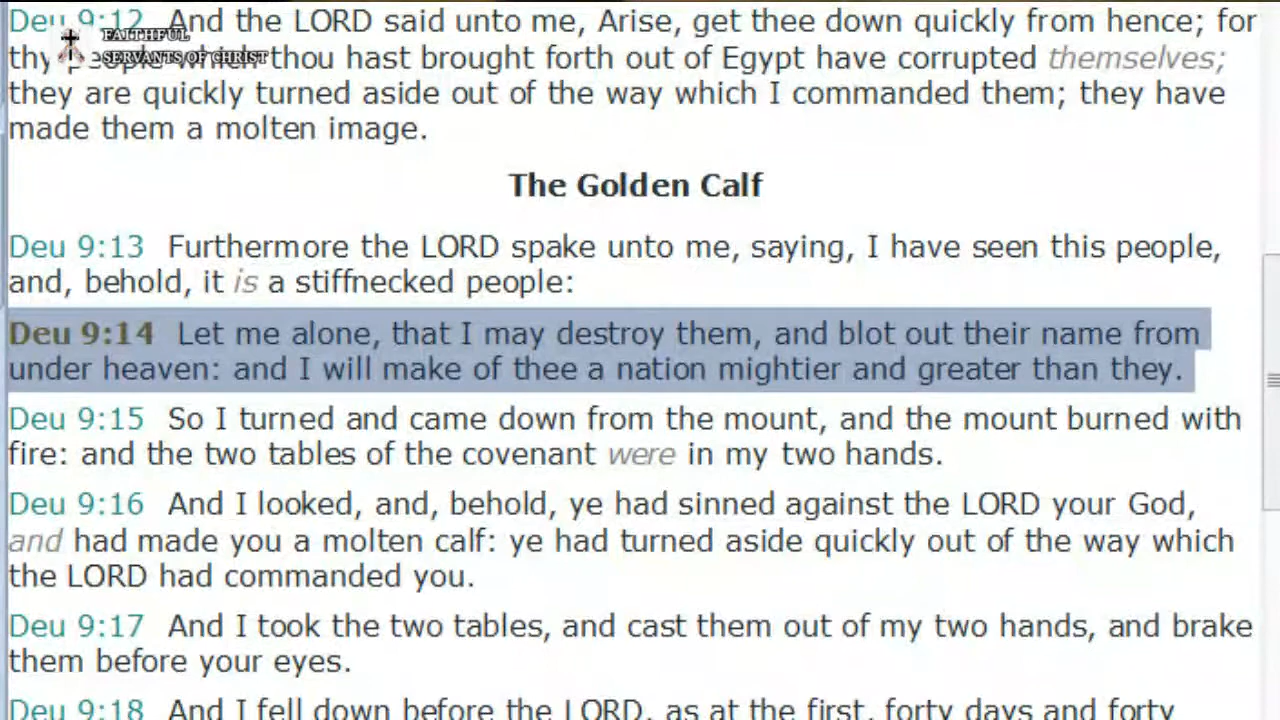 Deu 9:12 And the LORD said unto me, Arise, get thee down quickly from hence; for
FAITHFUL
SERVANTS OF CHRIST
thy people which thou hast brought forth out of Egypt have corrupted themselves;
they are quickly turned aside out of the way which I commanded them; they have
made them a molten image.
The Golden Calf
Deu 9:13 Furthermore the LORD spake unto me, saying, I have seen this people,
and, behold, it is a stiffnecked people:
Deu 9:14 Let me alone, that I may destroy them, and blot out their name from
under heaven: and I will make of thee a nation mightier and greater than they.
Deu 9:15 So I turned and came down from the mount, and the mount burned with
fire: and the two tables of the covenant were in my two hands.
Deu 9:16 And I looked, and, behold, ye had sinned against the LORD your God,
and had made you a molten calf: ye had turned aside quickly out of the way which
the LORD had commanded you.
Deu 9:17 And I took the two tables, and cast them out of my two hands, and brake
them before your eyes.
Deu 9:18 And I fell down before the LORD, as at the first, forty days and forty